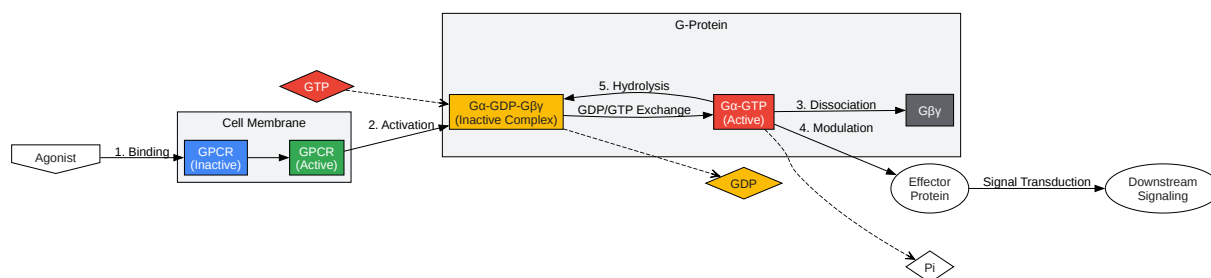 G-Protein
GTP
5. Hydrolysis
Gα-GDP-Gβγ
(Inactive Complex)
GDP/GTP Exchange
Gα-GTP
(Active)
3. Dissociation
Gβγ
Cell Membrane
2. Activation
4. Modulation
Agonist
1. Binding
GPCR
(Inactive)
GPCR
(Active)
GDP
Effector
Protein
Signal Transduction
Downstream
Signaling
Pi